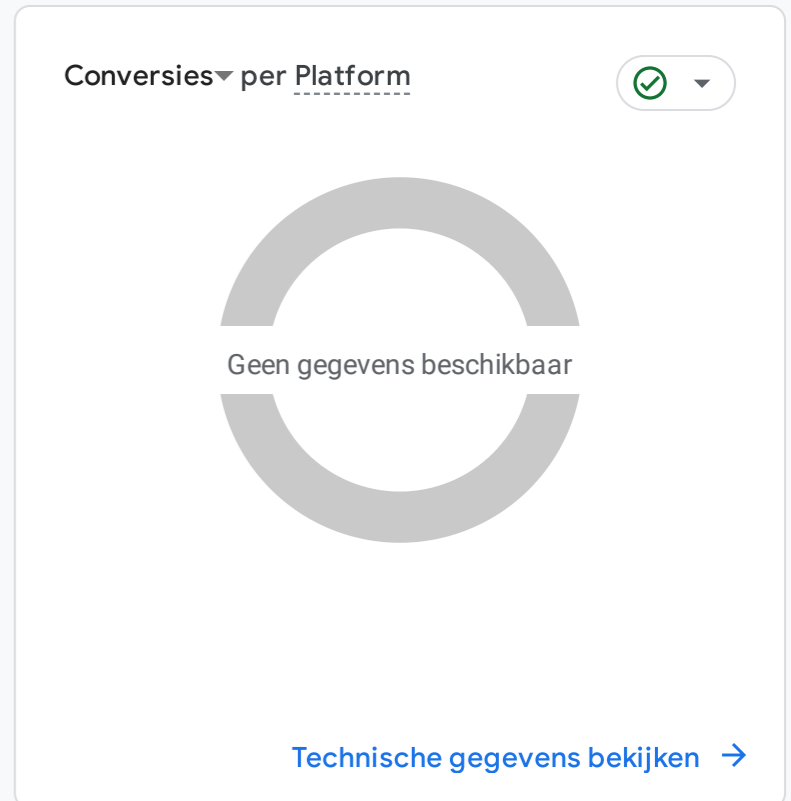 Conversies per Platform
Geen gegevens beschikbaar
Technische gegevens bekijken